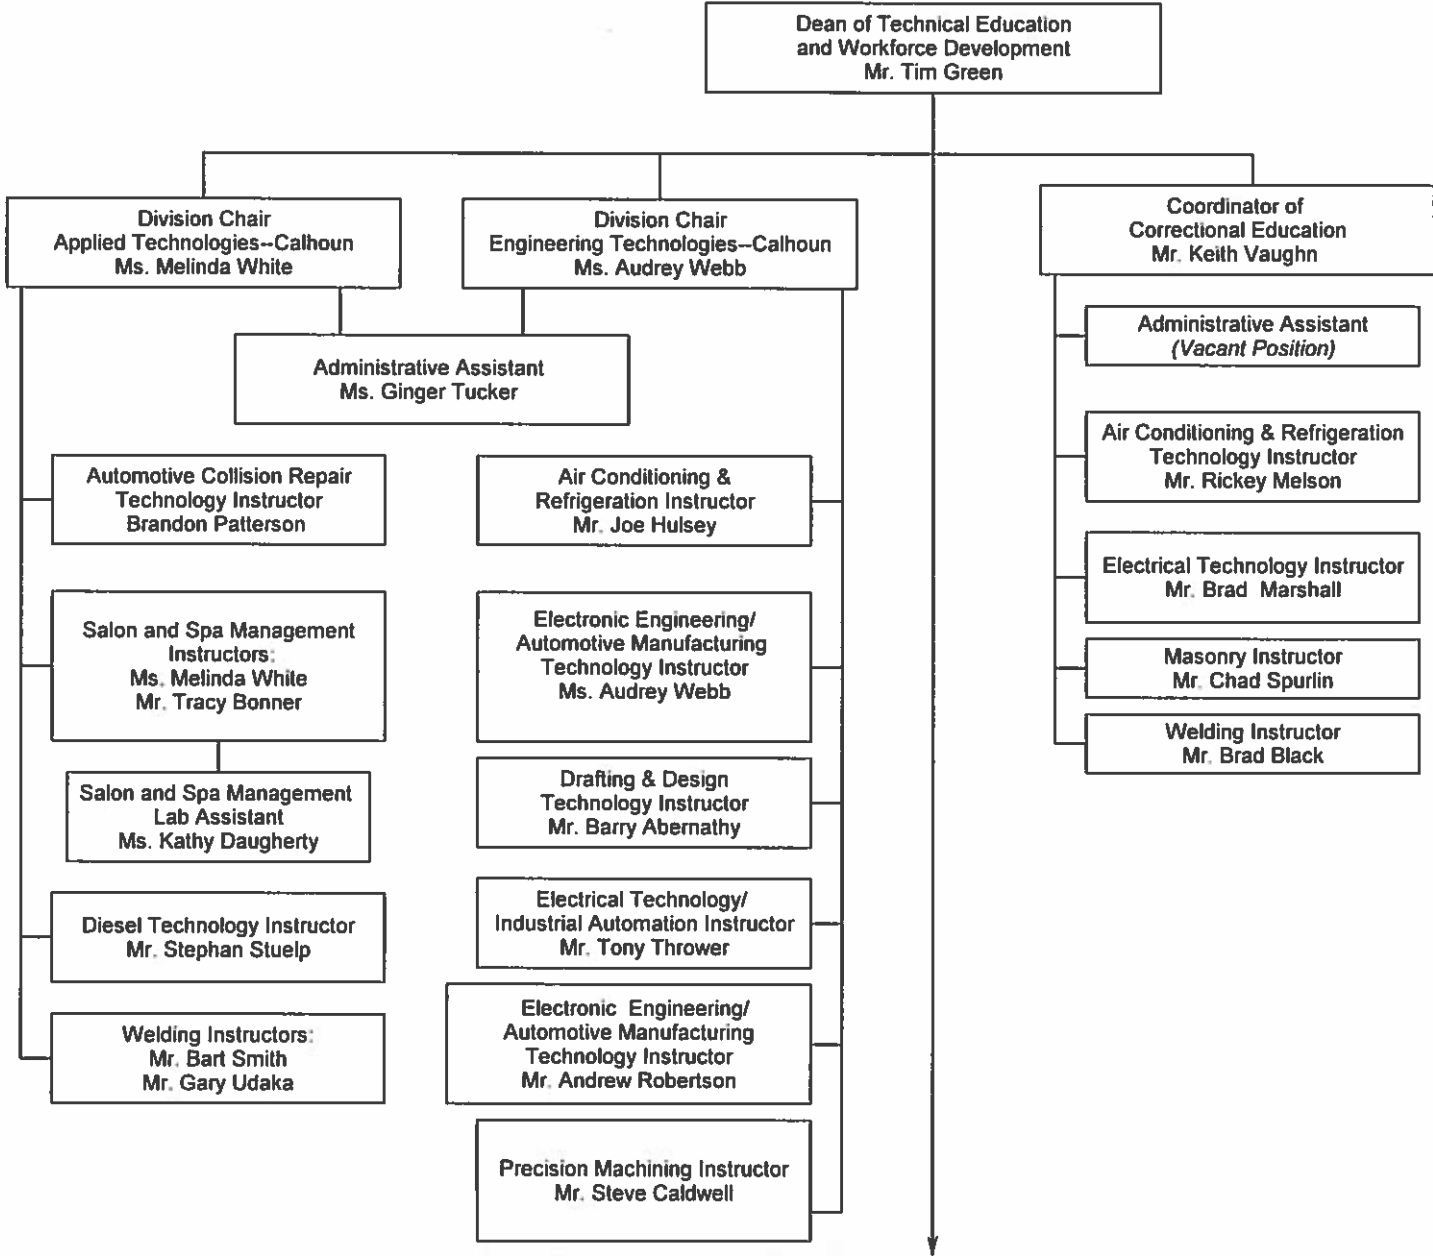 Dean of Technical Education
and Workforce Development
Mr. Tim Green
Division Chair
Applied Technologies--Calhoun
Ms. Melinda White
Division Chair
Engineering Technologies--Calhoun
Ms. Audrey Webb
Coordinator of
Correctional Education
Mr. Keith Vaughn
Administrative Assistant
Ms. Ginger Tucker
Automotive Collision Repair
Technology Instructor
Brandon Patterson
Salon and Spa Management
Instructors:
Ms. Melinda White
Mr. Tracy Bonner
Salon and Spa Management
Lab Assistant
Ms. Kathy Daugherty
Diesel Technology Instructor
Mr. Stephan Stuelp
Welding Instructors:
Mr. Bart Smith
Mr. Gary Udaka
Air Conditioning &
Refrigeration Instructor
Mr. Joe Hulsey
Electronic Engineering/
Automotive Manufacturing
Technology Instructor
Ms. Audrey Webb
Drafting & Design
Technology Instructor
Mr. Barry Abernathy
Electrical Technology/
Industrial Automation Instructor
Mr. Tony Thrower
Electronic Engineering/
Automotive Manufacturing
Technology Instructor
Mr. Andrew Robertson
Precision Machining Instructor
Mr. Steve Caldwell
Administrative Assistant
(Vacant Position)
Air Conditioning & Refrigeration
Technology Instructor
Mr. Rickey Melson
Electrical Technology Instructor
Mr. Brad Marshall
Masonry Instructor
Mr. Chad Spurlin
Welding Instructor
Mr. Brad Black